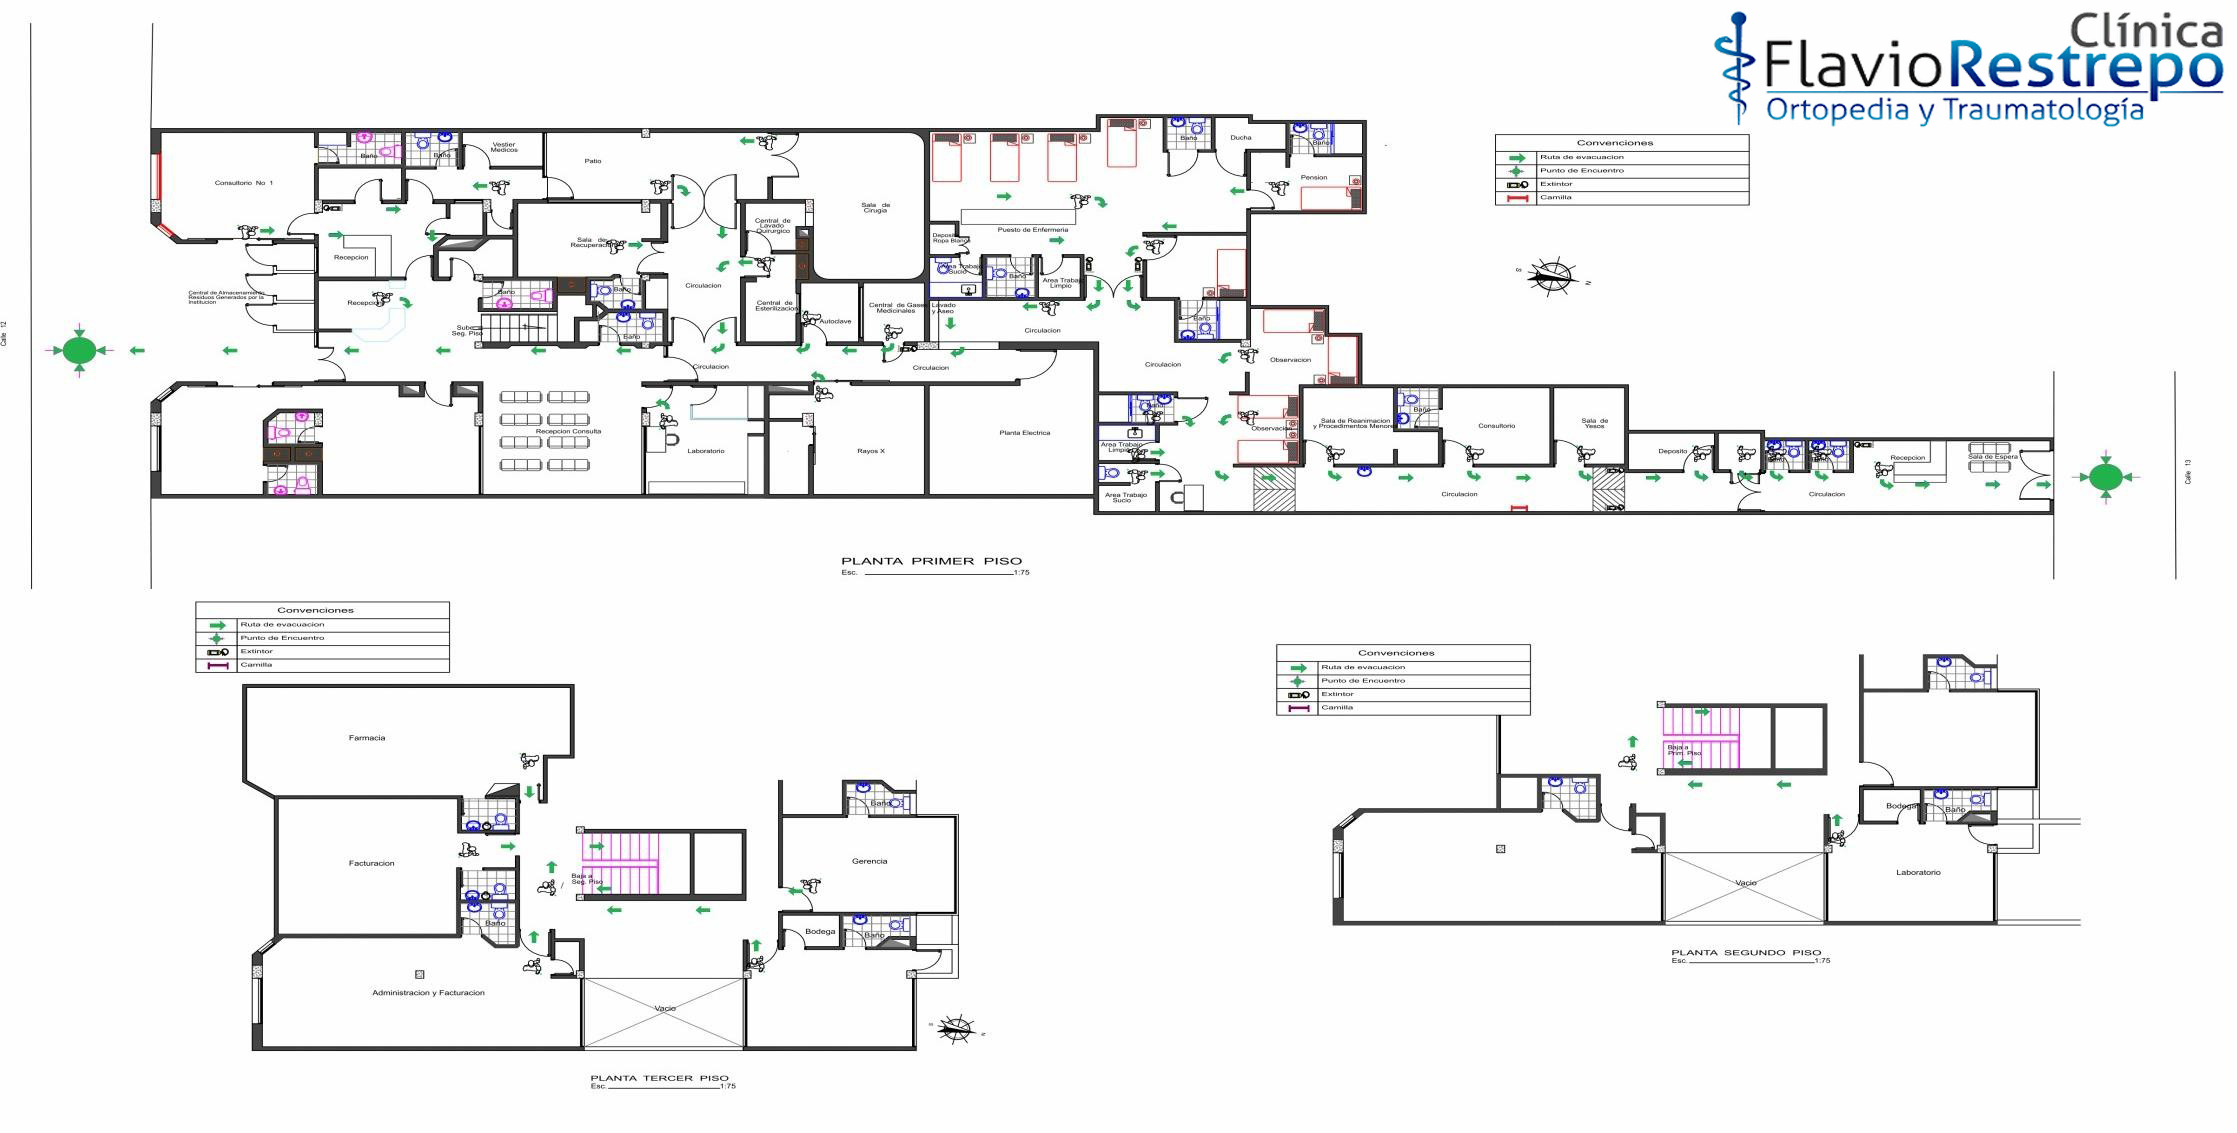 Clínica
FlavioRestrepo
Ortopedia y Traumatología
Convenciones
Ruta de evacuacion
Punto de Encuentro
Extintor
Camilla
Calle 12
Calle 13
Consultorio No 1
Baño
Baño
Vestier
Medicos
Patio
Sala de
Cirugia
Recepcion
Recepcion
Sala de
Recuperacion
Central de
Lavado
Quirurgico
Central de Almacenamiento
Residuos Generados por la
Institucion
Baño
Baño
Baño
Sube a
Seg. Piso
Circulacion
Central de
Esterilizacion
Autoclave
Central de Gases
Medicinales
Lavado
y Aseo
Circulacion
Circulacion
Recepcion Consulta
Laboratorio
Rayos X
Planta Electrica
Puesto de Enfermeria
Deposito
Ropa Blanca
Area Trabajo
Sucio
Baño
Area Trabajo
Limpio
Circulacion
Baño
Ducha
Baño
Pension
Baño
Observacion
Circulacion
Baño
Area Trabajo
Limpio
Area Trabajo
Sucio
Observacion
Sala de Reanimacion
y Procedimientos Menores
Baño
Consultorio
Sala de
Yesos
Deposito
Baño
Baño
Recepcion
Sala de Espera
Circulacion
Circulacion
PLANTA PRIMER PISO
Esc. 1:75
Convenciones
Ruta de evacuacion
Punto de Encuentro
Extintor
Camilla
Farmacia
Facturacion
Baño
Administracion y Facturacion
Baja a
Seg. Piso
Vacio
Baño
Gerencia
Bodega
Baño
S
N
PLANTA TERCER PISO
Esc. 1:75
Convenciones
Ruta de evacuacion
Punto de Encuentro
Extintor
Camilla
Baja a
Prim. Piso
Vacio
Bodega
Baño
Laboratorio
PLANTA SEGUNDO PISO
Esc. 1:75